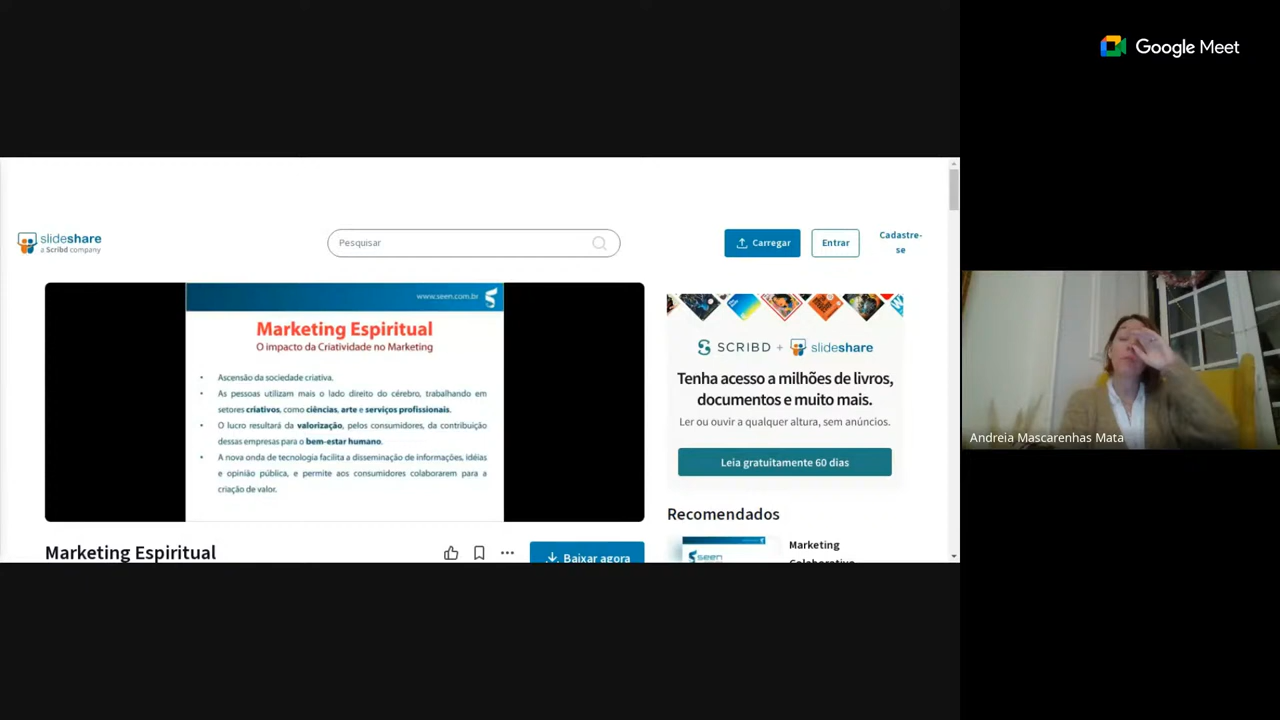 Google Meet
slideshare
a Scribd company
Pesquisar
Carregar
Entrar
Cadastre-
se
www.seen.com.br
Marketing Espiritual
O impacto da Criatividade no Marketing
• Ascensão da sociedade criativa.
• As pessoas utilizam mais o lado direito do cérebro, trabalhando em
setores criativos, como ciências, arte e serviços profissionais.
• O lucro resultará da valorização, pelos consumidores, da contribuição
dessas empresas para o bem-estar humano.
• A nova onda de tecnologia facilita a disseminação de informações, idéias
e opinião pública, e permite aos consumidores colaborarem para a
criação de valor.
Marketing Espiritual
Baixar agora
SCRIBD + slideshare
Tenha acesso a milhões de livros,
documentos e muito mais.
Ler ou ouvir a qualquer altura, sem anúncios.
Leia gratuitamente 60 dias
Recomendados
seen
Marketing
Colaborativo
Andreia Mascarenhas Mata